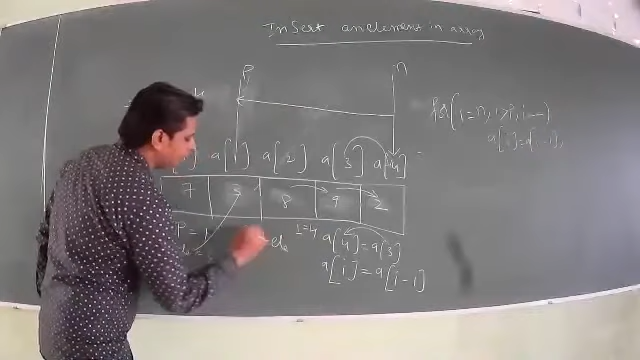 Insert an element in array
P n
for(i=n, i>P, i--)
a[i]=a[i-1],
a[1] a[2] a[3] a[4]
7 3 8 9 2
P=1
i=4 a[4]=a[3]
a[i]=a[i-1]